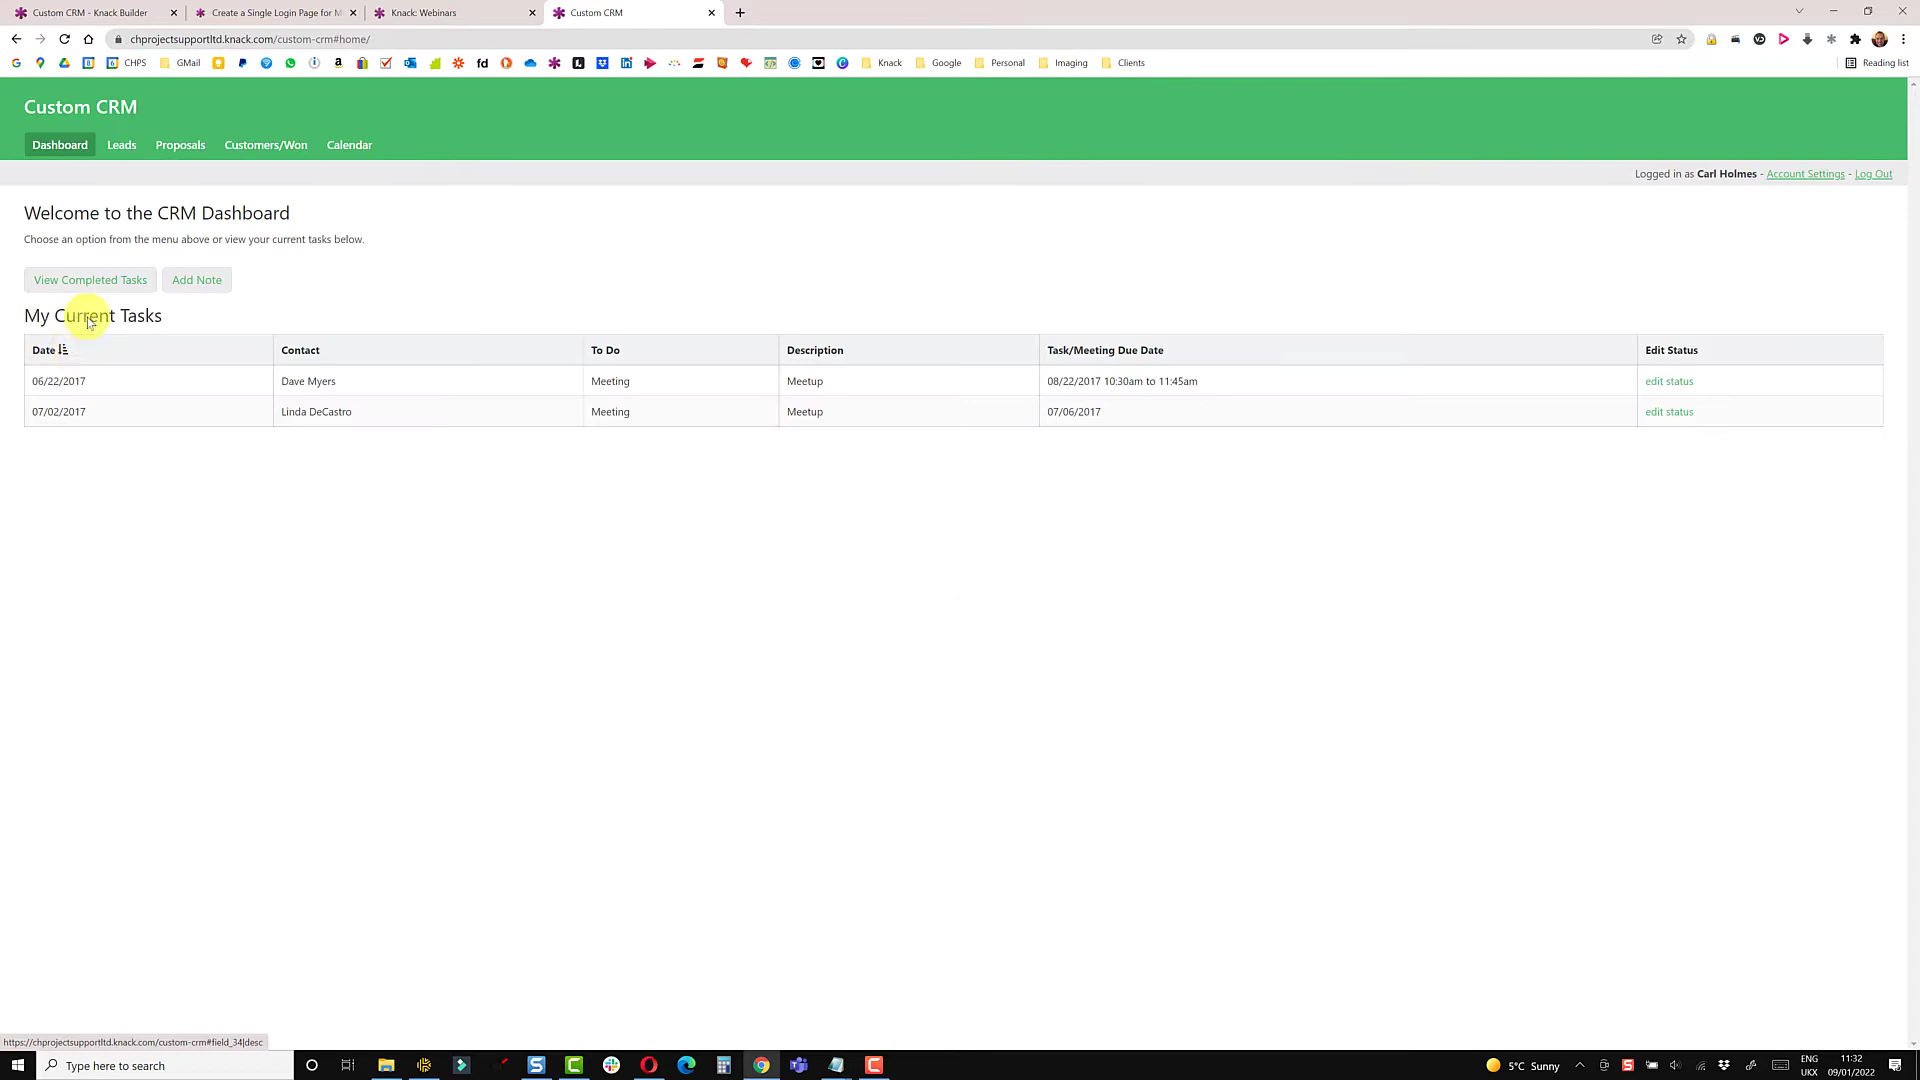 Custom CRM - Knack Builder
Create a Single Login Page for M
Knack: Webinars
Custom CRM
chprojectsupportltd.knack.com/custom-crm#home/
CHPS
GMail
Knack
Google
Personal
Imaging
Clients
Reading list
Custom CRM
Dashboard Leads Proposals Customers/Won Calendar
Logged in as Carl Holmes - Account Settings - Log Out
Welcome to the CRM Dashboard
Choose an option from the menu above or view your current tasks below.
View Completed Tasks Add Note
My Current Tasks
Date Contact To Do Description Task/Meeting Due Date Edit Status
06/22/2017 Dave Myers Meeting Meetup 08/22/2017 10:30am to 11:45am edit status
07/02/2017 Linda DeCastro Meeting Meetup 07/06/2017 edit status
https://chprojectsupportltd.knack.com/custom-crm#field_34|desc
Type here to search
5°C Sunny
ENG
UKX
11:32
09/01/2022